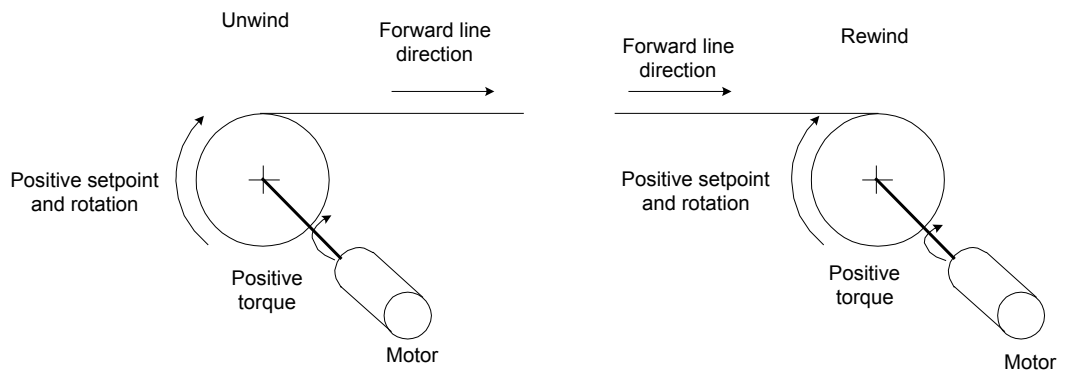 Unwind
Forward line
direction
Positive setpoint
and rotation
Positive
torque
Motor
Rewind
Forward line
direction
Positive setpoint
and rotation
Positive
torque
Motor